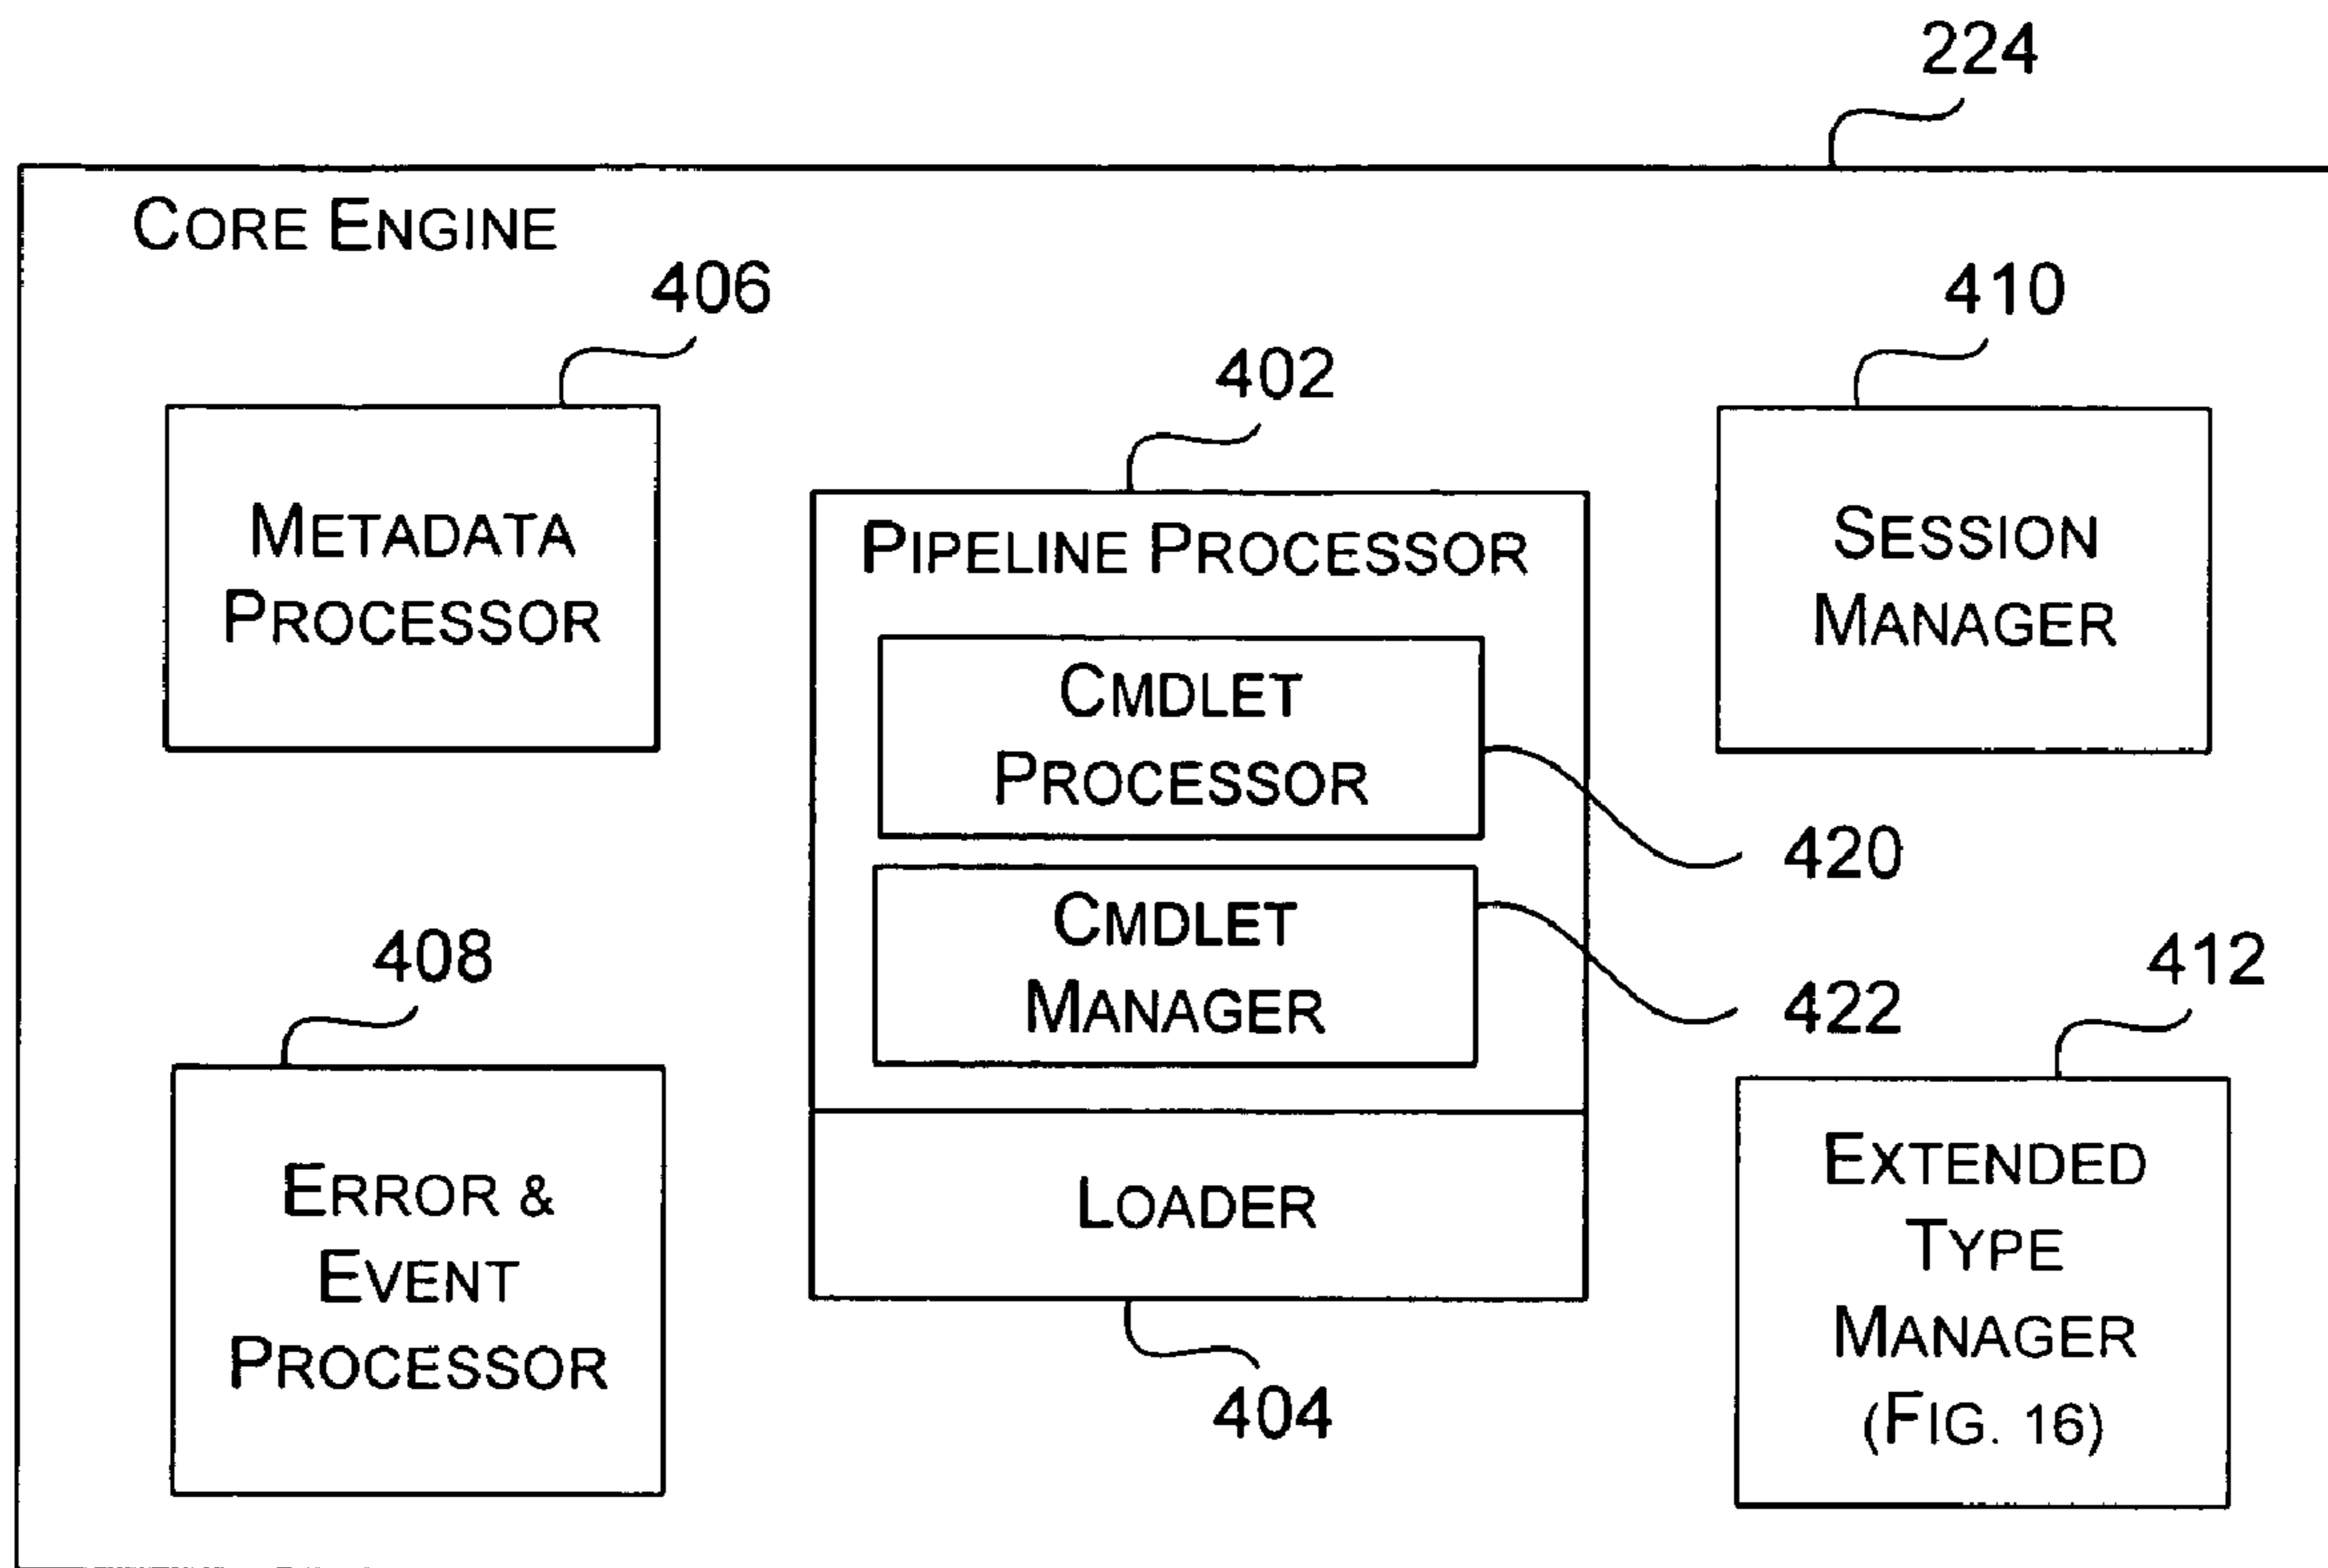 224
CORE ENGINE
406
410
402
METADATA
PROCESSOR
PIPELINE PROCESSOR
SESSION
MANAGER
CMDLET
PROCESSOR
420
CMDLET
MANAGER
422
408
412
ERROR &
EVENT
PROCESSOR
LOADER
404
EXTENDED
TYPE
MANAGER
(FIG. 16)